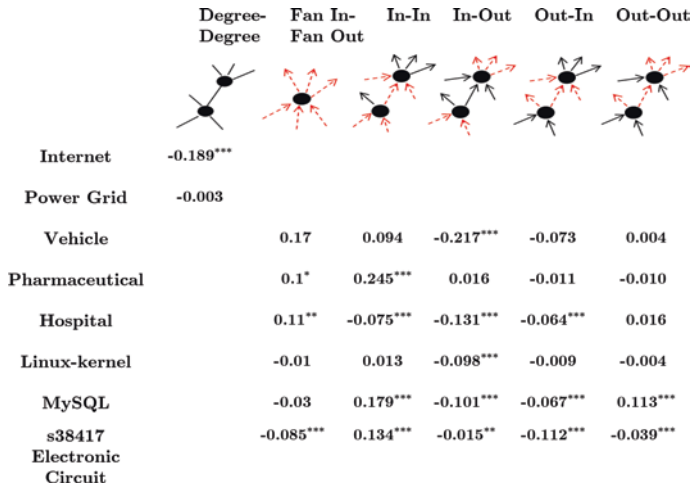 Degree- Fan In- In-In In-Out Out-In Out-Out
Degree Fan Out
Internet -0.189***
Power Grid -0.003
Vehicle 0.17 0.094 -0.217*** -0.073 0.004
Pharmaceutical 0.1* 0.245*** 0.016 -0.011 -0.010
Hospital 0.11** -0.075*** -0.131*** -0.064*** 0.016
Linux-kernel -0.01 0.013 -0.098*** -0.009 -0.004
MySQL -0.03 0.179*** -0.101*** -0.067*** 0.113***
s38417 -0.085*** 0.134*** -0.015** -0.112*** -0.039***
Electronic
Circuit